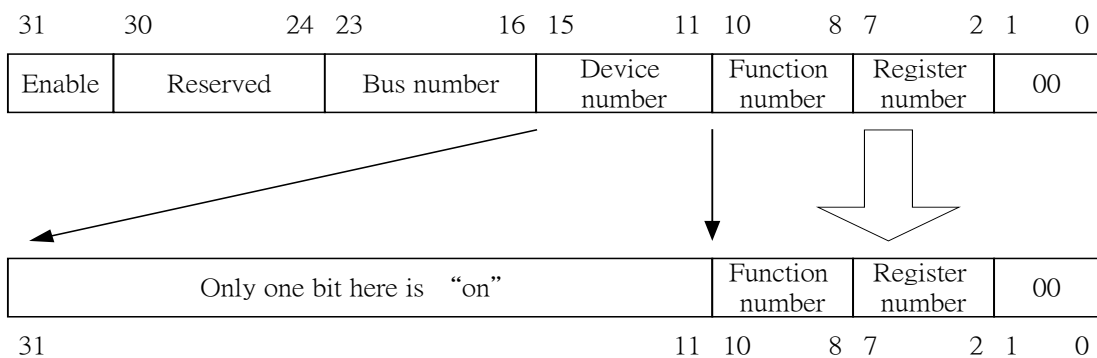 31 30 24 23 16 15 11 10 8 7 2 1 0
Enable Reserved Bus number Device number Function number Register number 00
Only one bit here is “on” Function number Register number 00
31 11 10 8 7 2 1 0